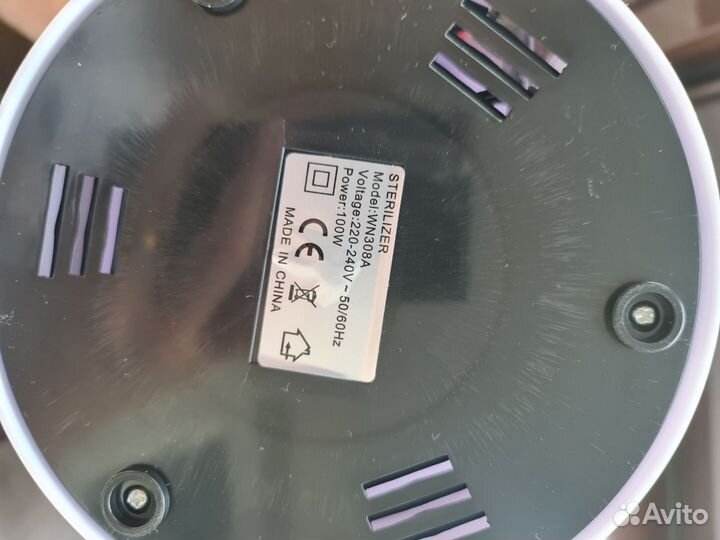 STERILIZER
Model:WN308A
Voltage:220-240V ~ 50/60Hz
Power:100W
CE
MADE IN CHINA
Avito